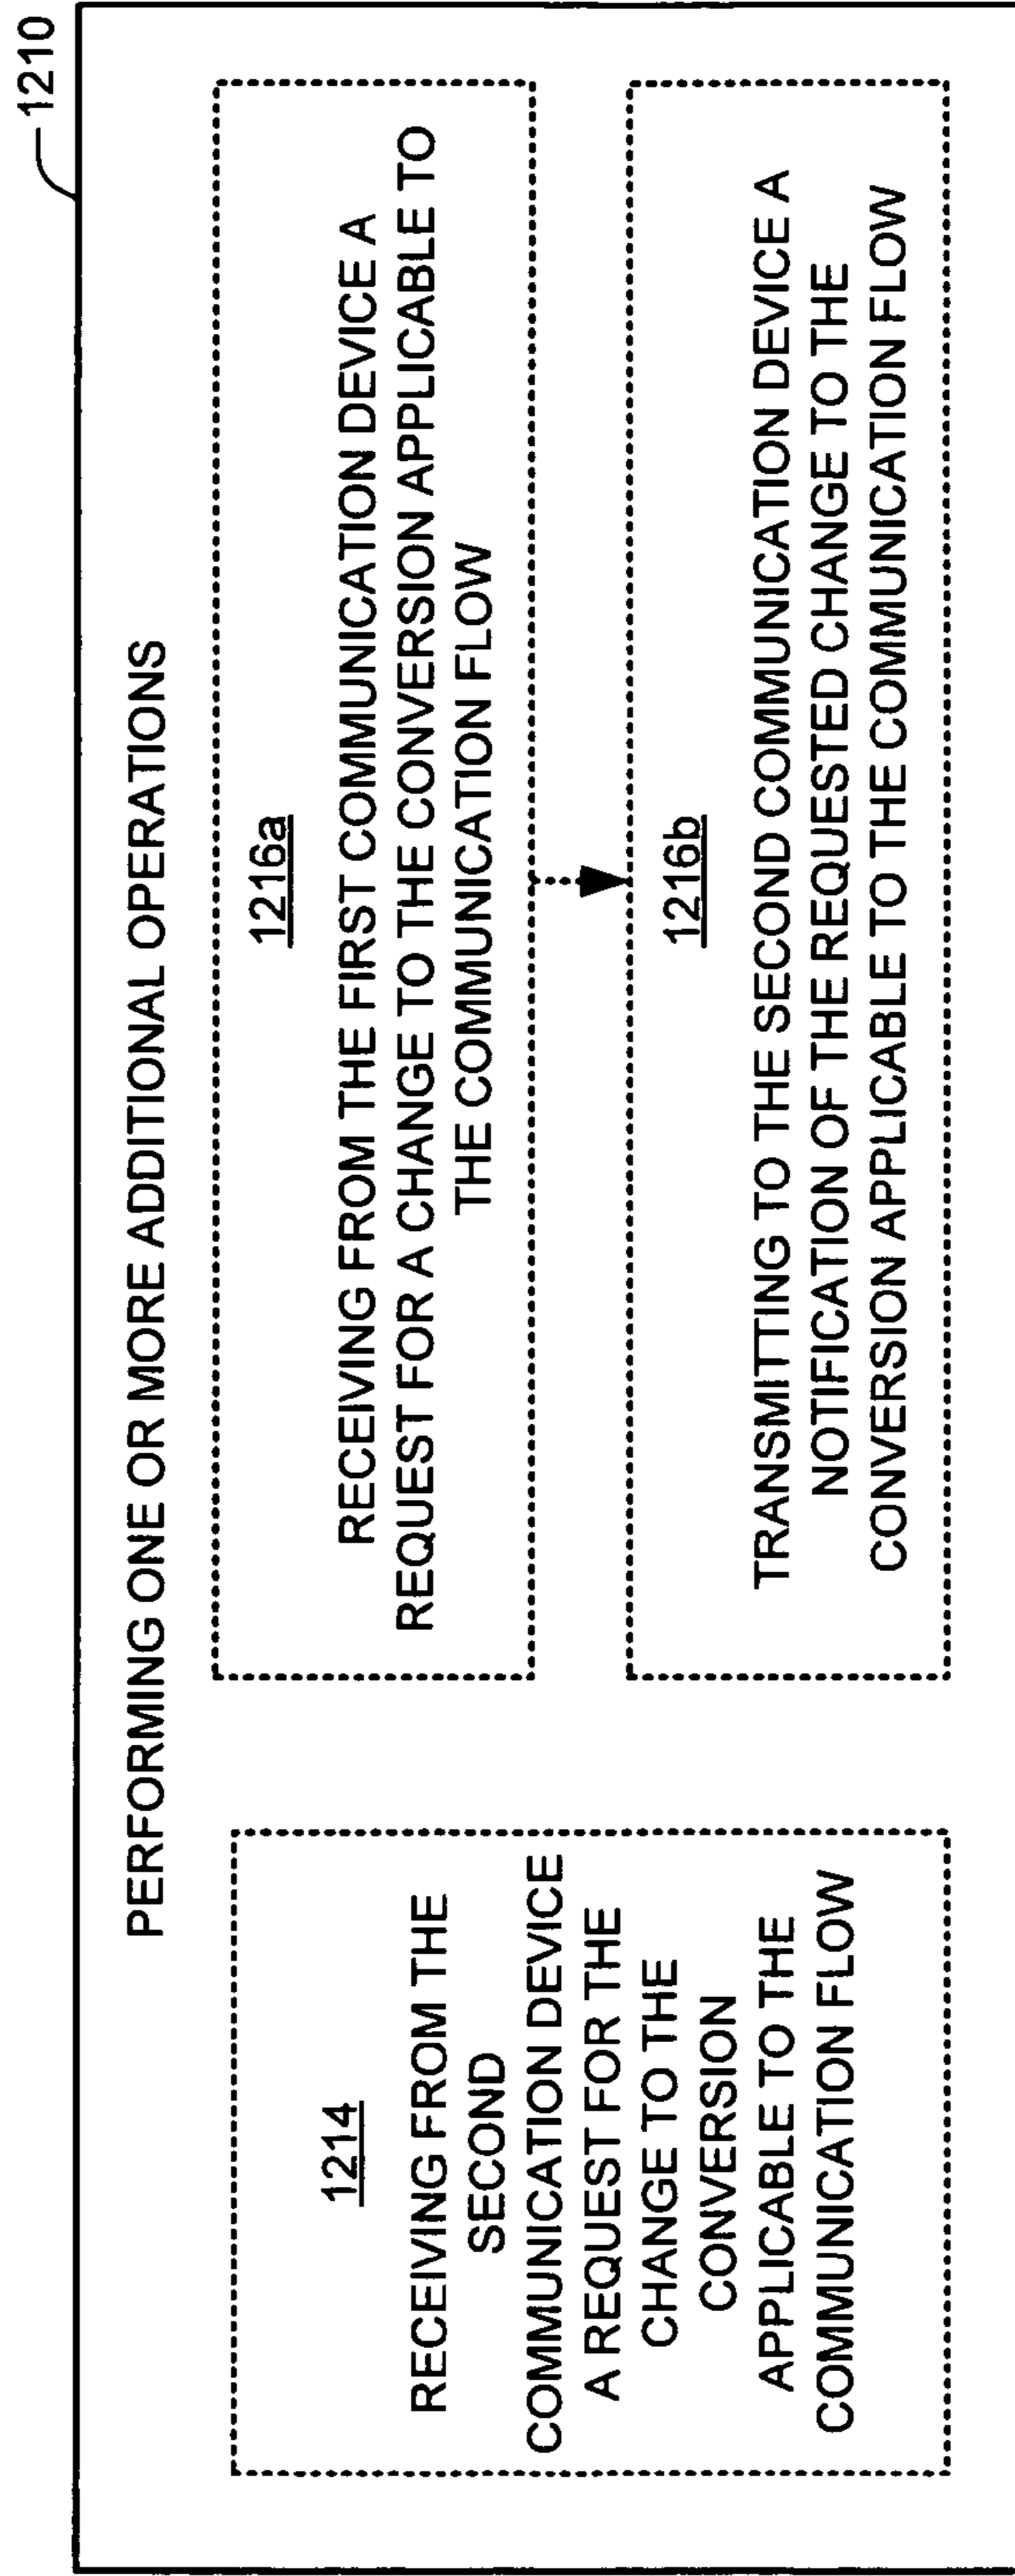 1210
PERFORMING ONE OR MORE ADDITIONAL OPERATIONS
1214
RECEIVING FROM THE
SECOND
COMMUNICATION DEVICE
A REQUEST FOR THE
CHANGE TO THE
CONVERSION
APPLICABLE TO THE
COMMUNICATION FLOW
1216a
RECEIVING FROM THE FIRST COMMUNICATION DEVICE A
REQUEST FOR A CHANGE TO THE CONVERSION APPLICABLE TO
THE COMMUNICATION FLOW
1216b
TRANSMITTING TO THE SECOND COMMUNICATION DEVICE A
NOTIFICATION OF THE REQUESTED CHANGE TO THE
CONVERSION APPLICABLE TO THE COMMUNICATION FLOW